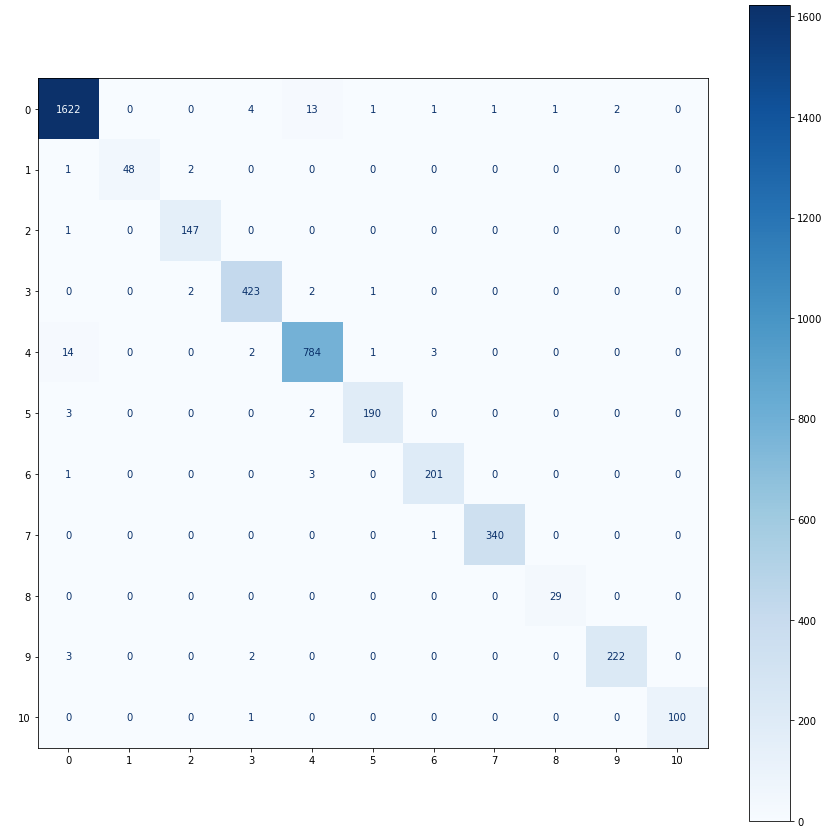 0 1622 0 0 4 13 1 1 1 1 2 0
1 1 48 2 0 0 0 0 0 0 0 0
2 1 0 147 0 0 0 0 0 0 0 0
3 0 0 2 423 2 1 0 0 0 0 0
4 14 0 0 2 784 1 3 0 0 0 0
5 3 0 0 0 2 190 0 0 0 0 0
6 1 0 0 0 3 0 201 0 0 0 0
7 0 0 0 0 0 0 1 340 0 0 0
8 0 0 0 0 0 0 0 0 29 0 0
9 3 0 0 2 0 0 0 0 0 222 0
10 0 0 0 1 0 0 0 0 0 0 100
0 1 2 3 4 5 6 7 8 9 10
1600
1400
1200
1000
800
600
400
200
0